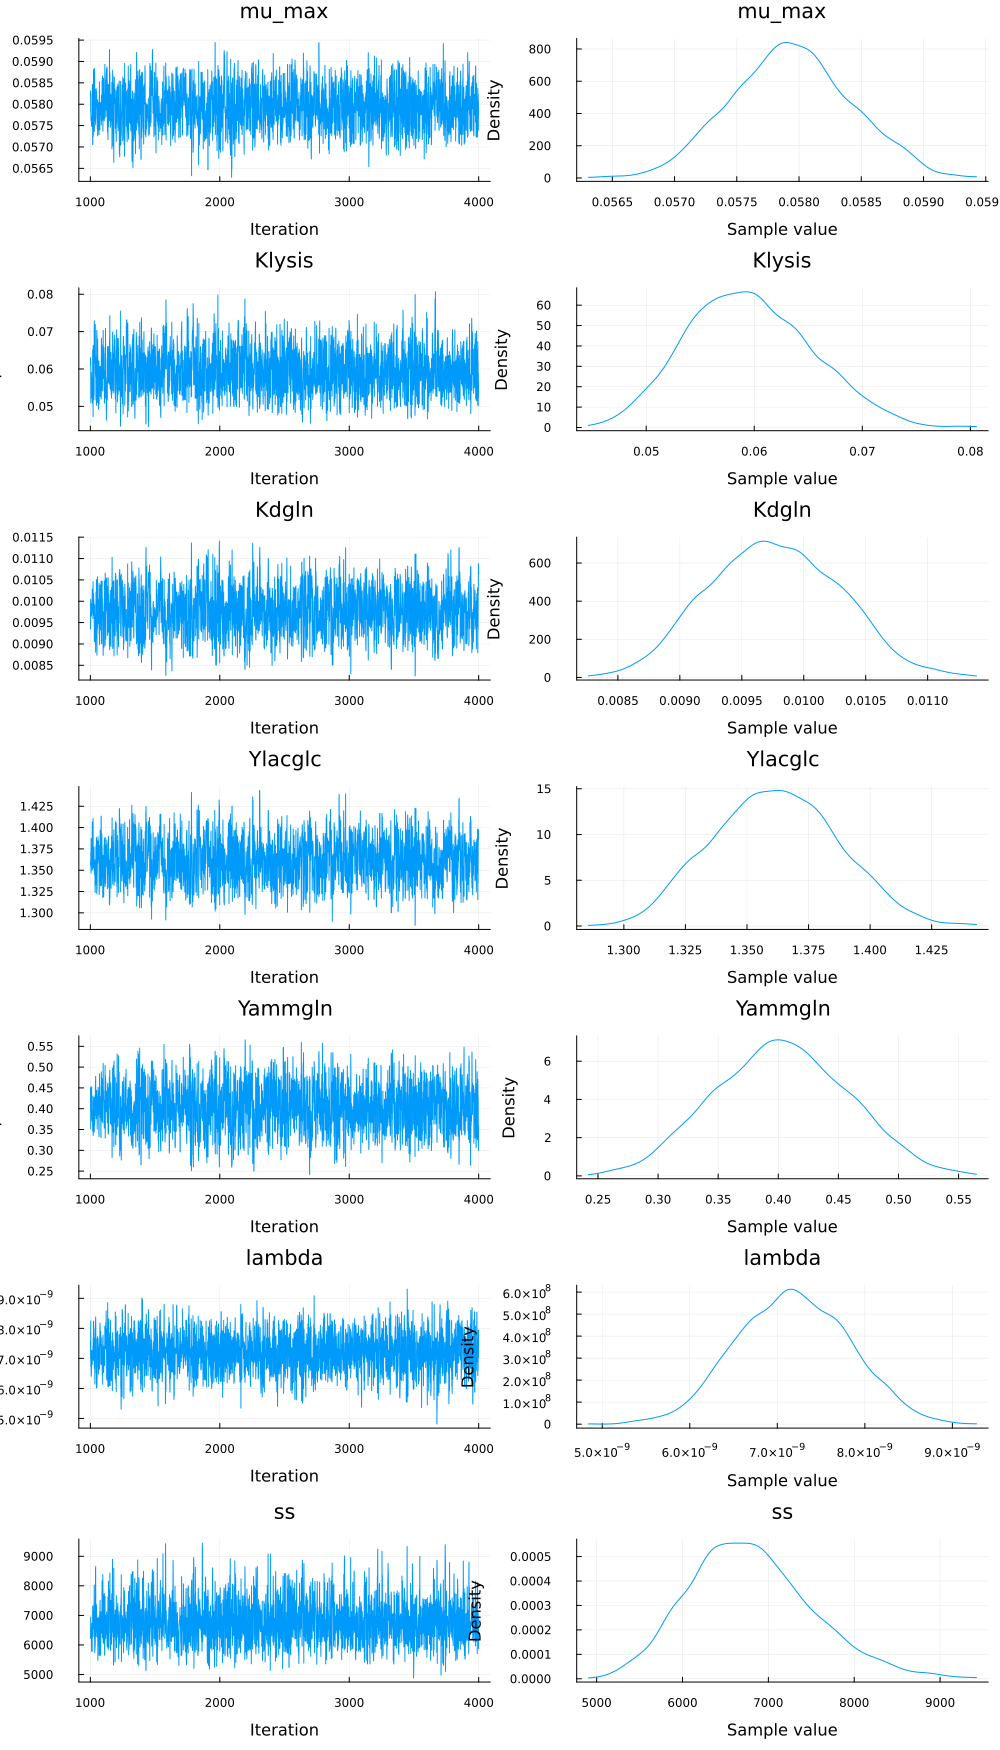 mu_max mu_max
0.0595
0.0590
0.0585
0.0580
0.0575
0.0570
0.0565
1000 2000 3000 4000
Iteration
Density
800
600
400
200
0
0.0565 0.0570 0.0575 0.0580 0.0585 0.0590 0.059
Sample value
Klysis Klysis
0.08
0.07
0.06
0.05
1000 2000 3000 4000
Iteration
Density
60
50
40
30
20
10
0
0.05 0.06 0.07 0.08
Sample value
Kdgln Kdgln
0.0115
0.0110
0.0105
0.0100
0.0095
0.0090
0.0085
1000 2000 3000 4000
Iteration
Density
600
400
200
0
0.0085 0.0090 0.0095 0.0100 0.0105 0.0110
Sample value
Ylacglc Ylacglc
1.425
1.400
1.375
1.350
1.325
1.300
1000 2000 3000 4000
Iteration
Density
15
10
5
0
1.300 1.325 1.350 1.375 1.400 1.425
Sample value
Yammgln Yammgln
0.55
0.50
0.45
0.40
0.35
0.30
0.25
1000 2000 3000 4000
Iteration
Density
6
4
2
0
0.25 0.30 0.35 0.40 0.45 0.50 0.55
Sample value
lambda lambda
9.0×10⁻⁹
8.0×10⁻⁹
7.0×10⁻⁹
6.0×10⁻⁹
5.0×10⁻⁹
1000 2000 3000 4000
Iteration
Density
6.0×10⁸
5.0×10⁸
4.0×10⁸
3.0×10⁸
2.0×10⁸
1.0×10⁸
0
5.0×10⁻⁹ 6.0×10⁻⁹ 7.0×10⁻⁹ 8.0×10⁻⁹ 9.0×10⁻⁹
Sample value
ss ss
9000
8000
7000
6000
5000
1000 2000 3000 4000
Iteration
Density
0.0005
0.0004
0.0003
0.0002
0.0001
0.0000
5000 6000 7000 8000 9000
Sample value